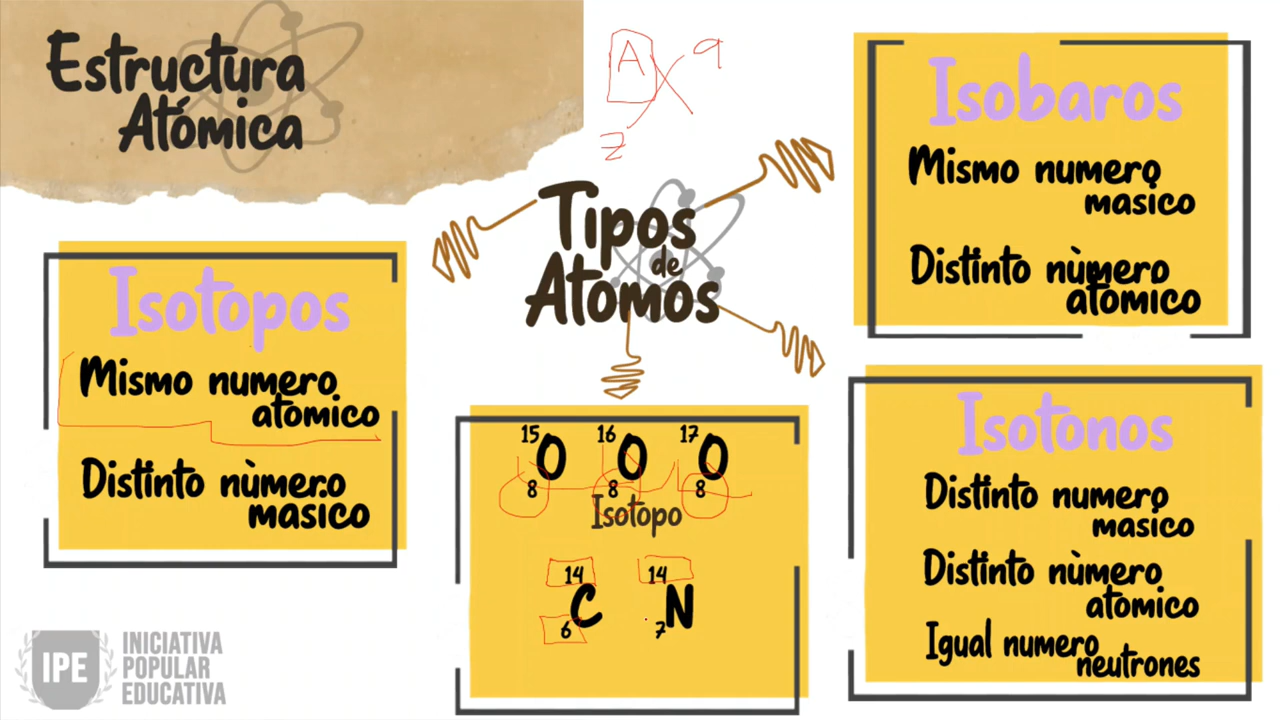 Estructura
Atómica
A X q
z
Tipos
de
Atomos
Isotopos
Mismo numero
atomico
Distinto nùmero
masico
Isobaros
Mismo numero
masico
Distinto nùmero
atomico
Isotonos
Distinto numero
masico
Distinto nùmero
atomico
Igual numero
neutrones
15 O 16 O 17 O
8 8 8
Isotopo
14 C 14 N
6 7
IPE
INICIATIVA
POPULAR
EDUCATIVA